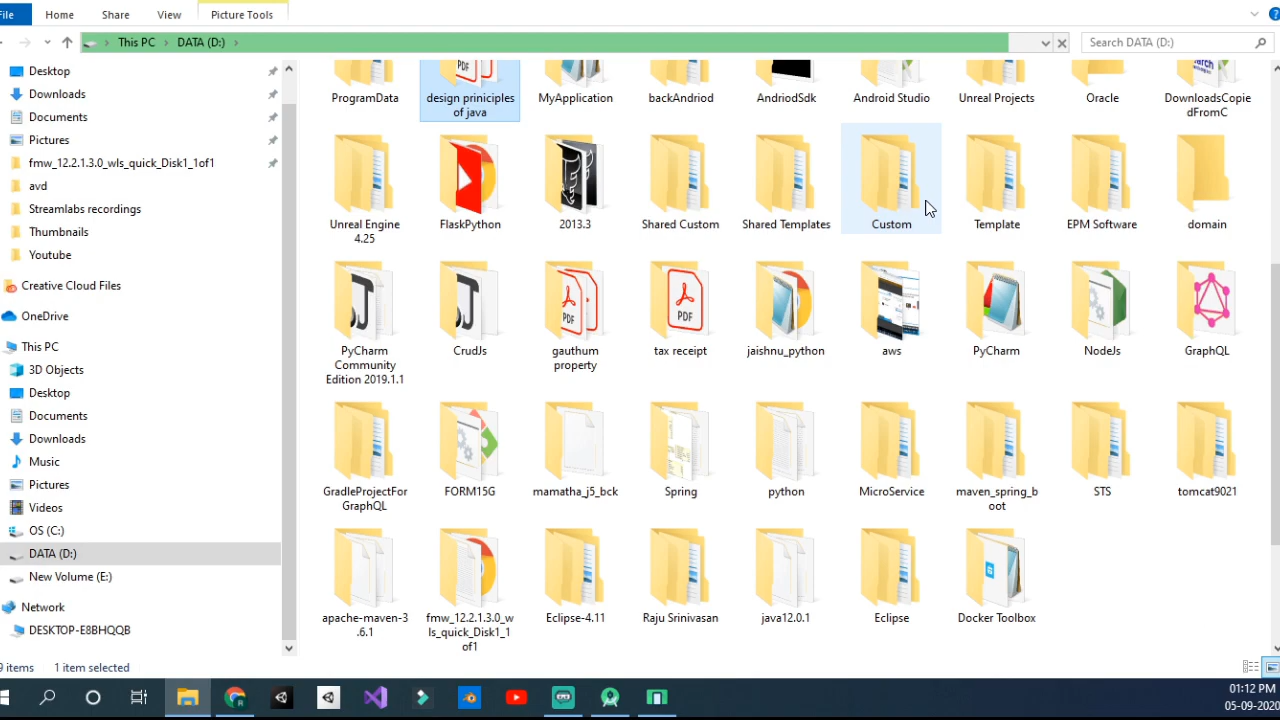 File
Home
Share
View
Picture Tools
This PC
DATA (D:)
Search DATA (D:)
Desktop
Downloads
Documents
Pictures
fmw_12.2.1.3.0_wls_quick_Disk1_1of1
avd
Streamlabs recordings
Thumbnails
Youtube
Creative Cloud Files
OneDrive
This PC
3D Objects
Desktop
Documents
Downloads
Music
Pictures
Videos
OS (C:)
DATA (D:)
New Volume (E:)
Network
DESKTOP-E8BHQQB
PDF
ProgramData
design priniciples
of java
MyApplication
backAndriod
AndriodSdk
Android Studio
Unreal Projects
Oracle
DownloadsCopie
dFromC
Unreal Engine
4.25
FlaskPython
2013.3
Shared Custom
Shared Templates
Custom
Template
EPM Software
domain
PDF
PDF
PyCharm
Community
Edition 2019.1.1
CrudJs
gauthum
property
tax receipt
jaishnu_python
aws
PyCharm
NodeJs
GraphQL
GradleProjectFor
GraphQL
FORM15G
mamatha_j5_bck
Spring
python
MicroService
maven_spring_b
oot
STS
tomcat9021
apache-maven-3
.6.1
fmw_12.2.1.3.0_w
ls_quick_Disk1_1
of1
Eclipse-4.11
Raju Srinivasan
java12.0.1
Eclipse
Docker Toolbox
9 items
1 item selected
01:12 PM
05-09-2020